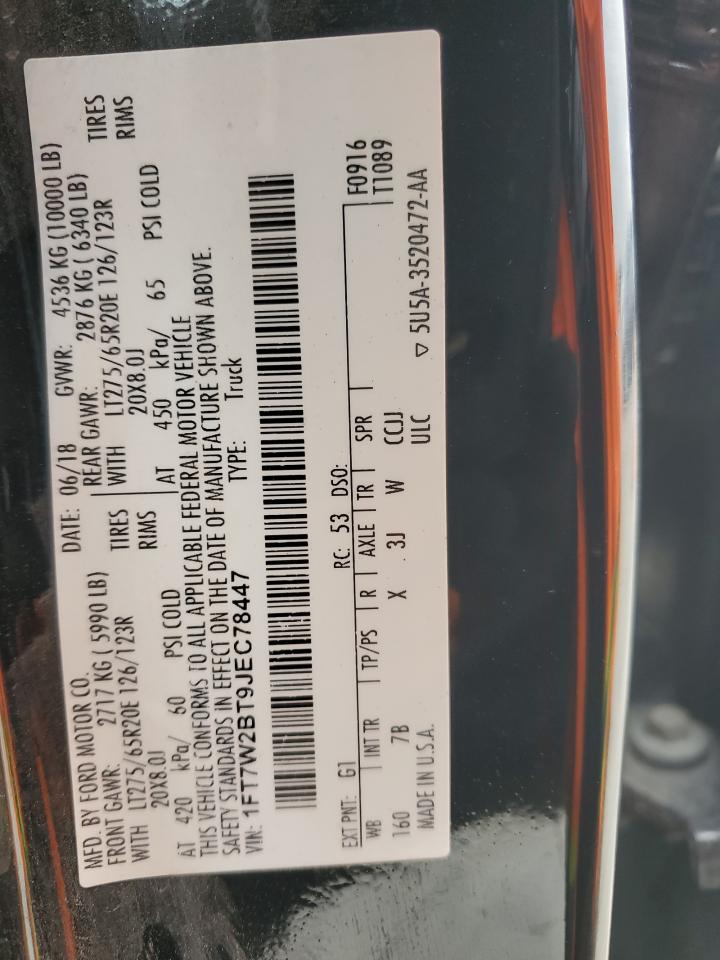 MFD. BY FORD MOTOR CO. DATE: 06/18 GVWR: 4536 KG (10000 LB)
FRONT GAWR: 2717 KG ( 5990 LB) REAR GAWR: 2876 KG ( 6340 LB)
WITH LT275/65R20E 126/123R TIRES WITH LT275/65R20E 126/123R TIRES
20X8.0J RIMS 20X8.0J RIMS
AT 420 kPa/ 60 PSI COLD AT 450 kPa/ 65 PSI COLD
THIS VEHICLE CONFORMS TO ALL APPLICABLE FEDERAL MOTOR VEHICLE
SAFETY STANDARDS IN EFFECT ON THE DATE OF MANUFACTURE SHOWN ABOVE.
VIN: 1FT7W2BT9JEC78447 TYPE: Truck
EXT PNT: G1 RC: 53 DSO: F0916
WB INT TR TP/PS R AXLE TR SPR T1089
160 7B X 3J W CCIJ
MADE IN U.S.A. ULC ▽ 5U5A-3520472-AA